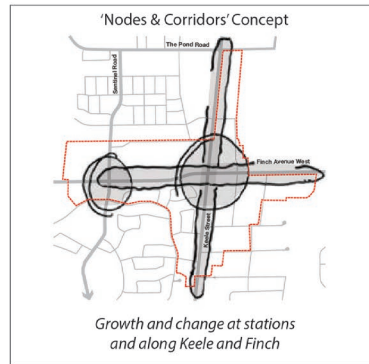 'Nodes & Corridors' Concept
The Pond Road
Sentinel Road
Finch Avenue West
Keele Street
Growth and change at stations
and along Keele and Finch